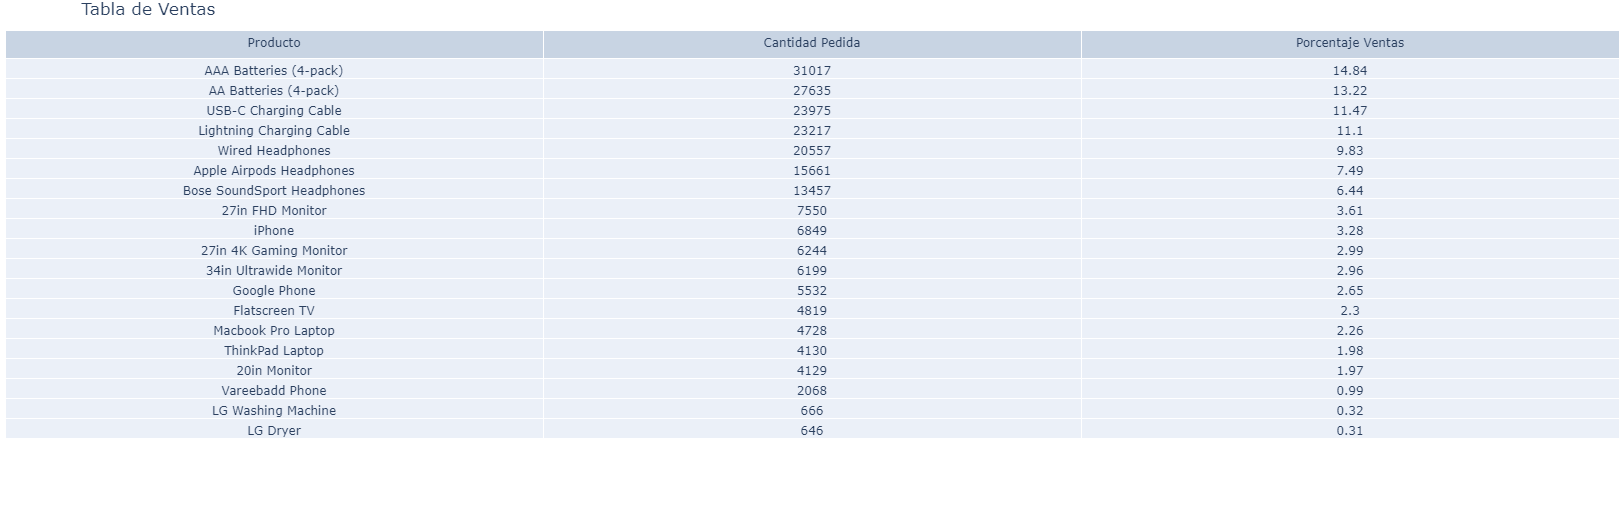 Tabla de Ventas
Producto Cantidad Pedida Porcentaje Ventas
AAA Batteries (4-pack) 31017 14.84
AA Batteries (4-pack) 27635 13.22
USB-C Charging Cable 23975 11.47
Lightning Charging Cable 23217 11.1
Wired Headphones 20557 9.83
Apple Airpods Headphones 15661 7.49
Bose SoundSport Headphones 13457 6.44
27in FHD Monitor 7550 3.61
iPhone 6849 3.28
27in 4K Gaming Monitor 6244 2.99
34in Ultrawide Monitor 6199 2.96
Google Phone 5532 2.65
Flatscreen TV 4819 2.3
Macbook Pro Laptop 4728 2.26
ThinkPad Laptop 4130 1.98
20in Monitor 4129 1.97
Vareebadd Phone 2068 0.99
LG Washing Machine 666 0.32
LG Dryer 646 0.31